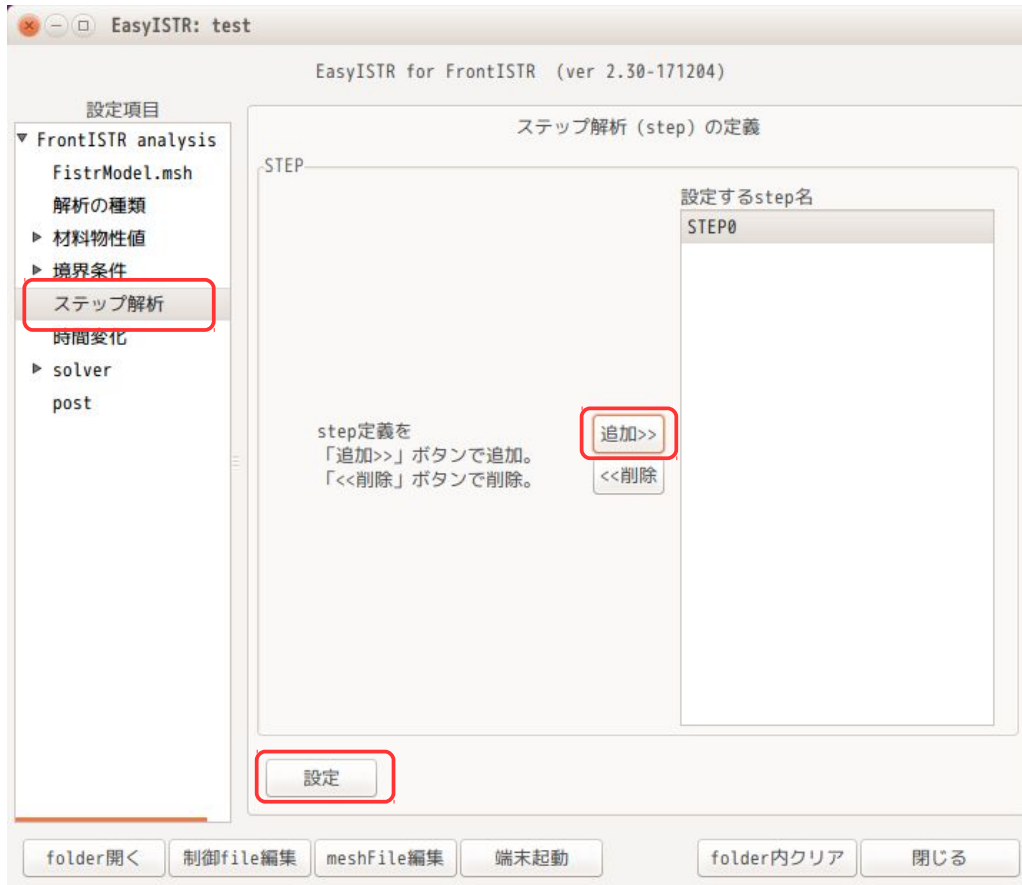 EasyISTR: test
EasyISTR for FrontISTR (ver 2.30-171204)
設定項目
FrontISTR analysis
FistrModel.msh
解析の種類
材料物性値
境界条件
ステップ解析
時間変化
solver
post
ステップ解析 (step) の定義
STEP
設定するstep名
STEP0
step定義を
「追加>>」ボタンで追加。
「<<削除」ボタンで削除。
追加>>
<<削除
設定
folder開く
制御file編集
meshFile編集
端末起動
folder内クリア
閉じる